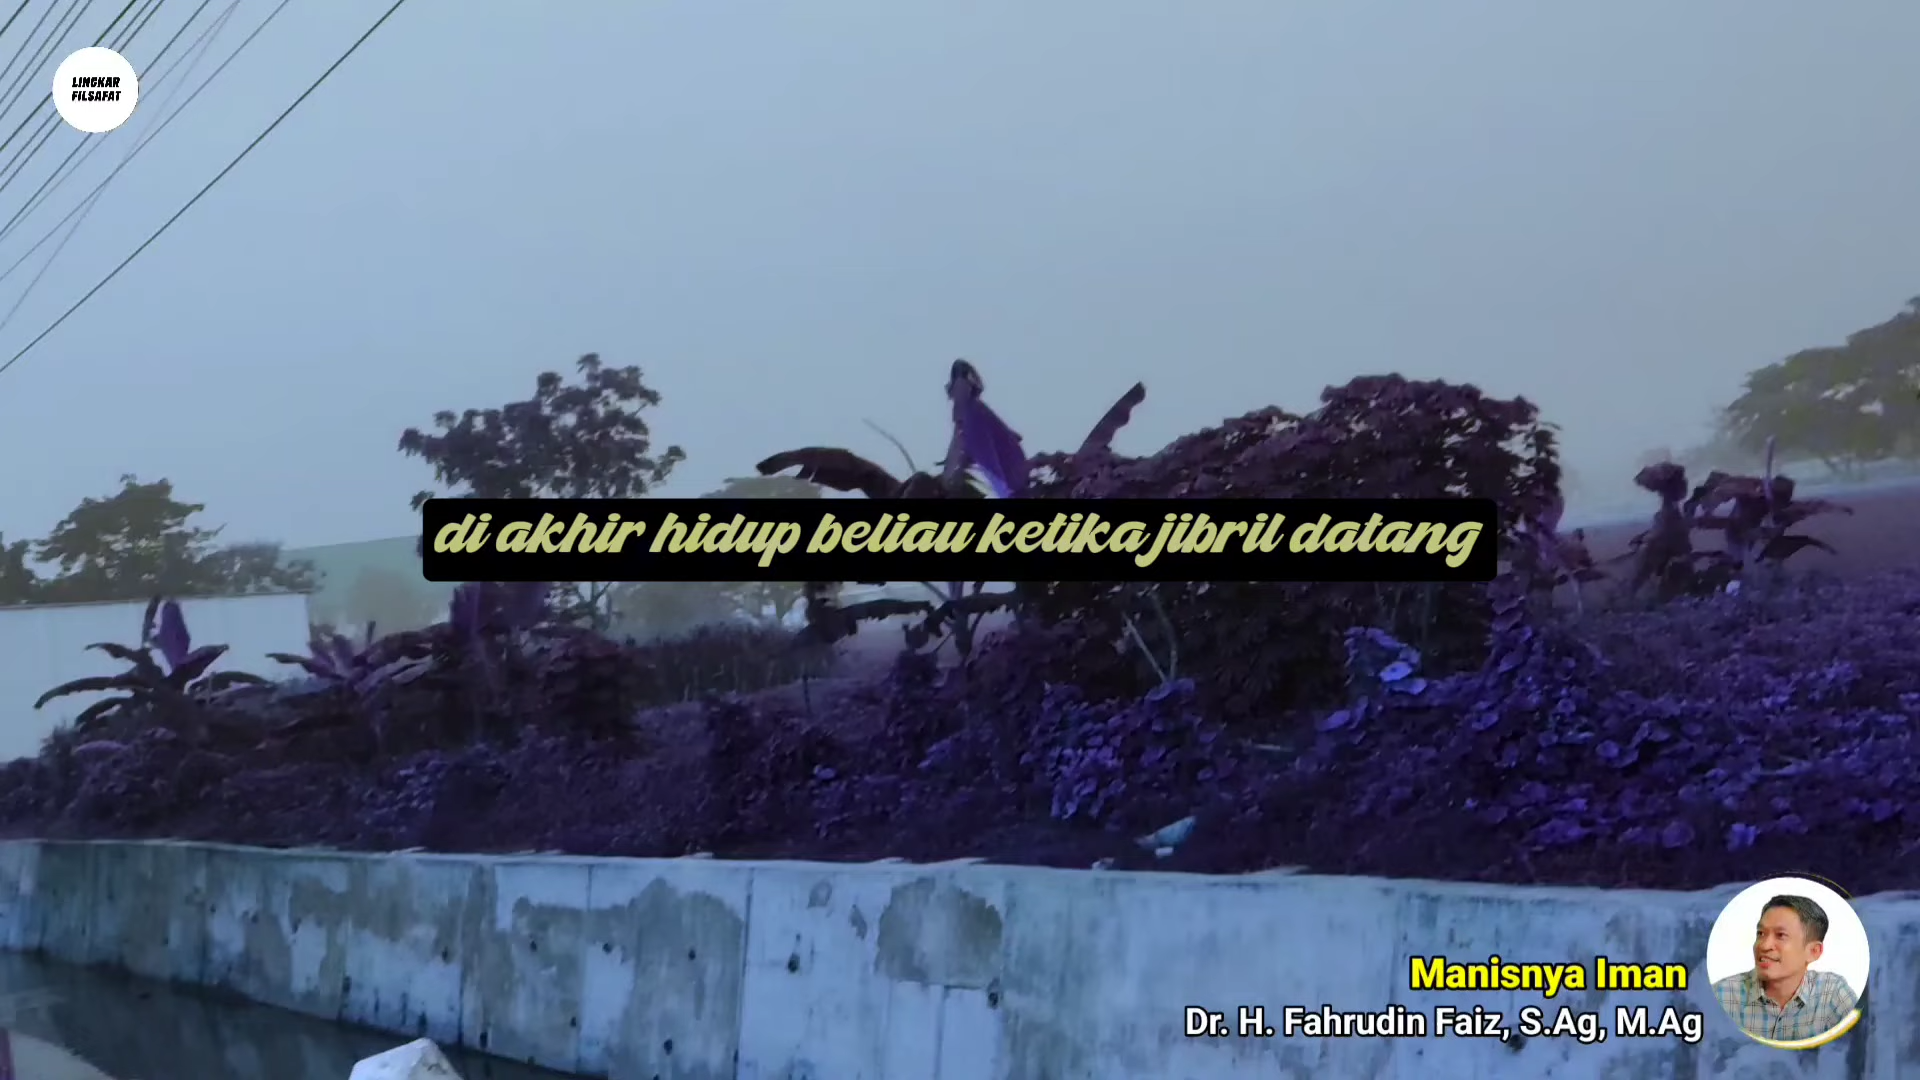 LINGKAR
FILSAFAT
di akhir hidup beliau ketika jibril datang
Manisnya Iman
Dr. H. Fahrudin Faiz, S.Ag, M.Ag